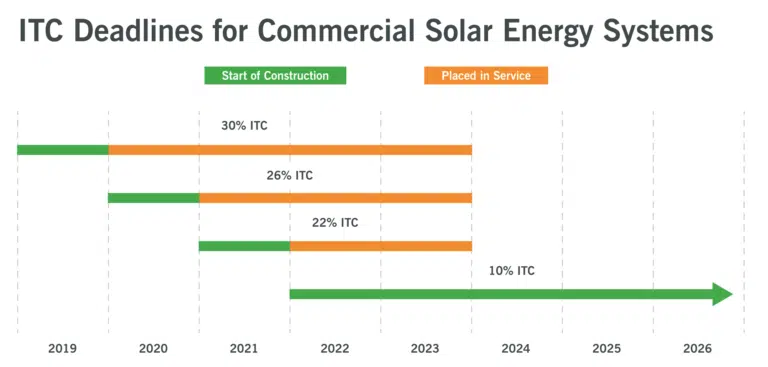 ITC Deadlines for Commercial Solar Energy Systems
Start of Construction Placed in Service
30% ITC
26% ITC
22% ITC
10% ITC
2019 2020 2021 2022 2023 2024 2025 2026